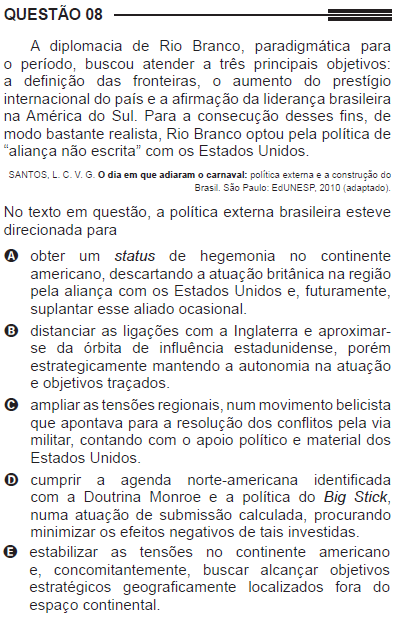 QUESTÃO 08
A diplomacia de Rio Branco, paradigmática para
o período, buscou atender a três principais objetivos:
a definição das fronteiras, o aumento do prestígio
internacional do país e a afirmação da liderança brasileira
na América do Sul. Para a consecução desses fins, de
modo bastante realista, Rio Branco optou pela política de
“aliança não escrita” com os Estados Unidos.
SANTOS, L. C. V. G. O dia em que adiaram o carnaval: política externa e a construção do
Brasil. São Paulo: EdUNESP, 2010 (adaptado).
No texto em questão, a política externa brasileira esteve
direcionada para
A obter um status de hegemonia no continente
americano, descartando a atuação britânica na região
pela aliança com os Estados Unidos e, futuramente,
suplantar esse aliado ocasional.
B distanciar as ligações com a Inglaterra e aproximar-
se da órbita de influência estadunidense, porém
estrategicamente mantendo a autonomia na atuação
e objetivos traçados.
C ampliar as tensões regionais, num movimento belicista
que apontava para a resolução dos conflitos pela via
militar, contando com o apoio político e material dos
Estados Unidos.
D cumprir a agenda norte-americana identificada
com a Doutrina Monroe e a política do Big Stick,
numa atuação de submissão calculada, procurando
minimizar os efeitos negativos de tais investidas.
E estabilizar as tensões no continente americano
e, concomitantemente, buscar alcançar objetivos
estratégicos geograficamente localizados fora do
espaço continental.